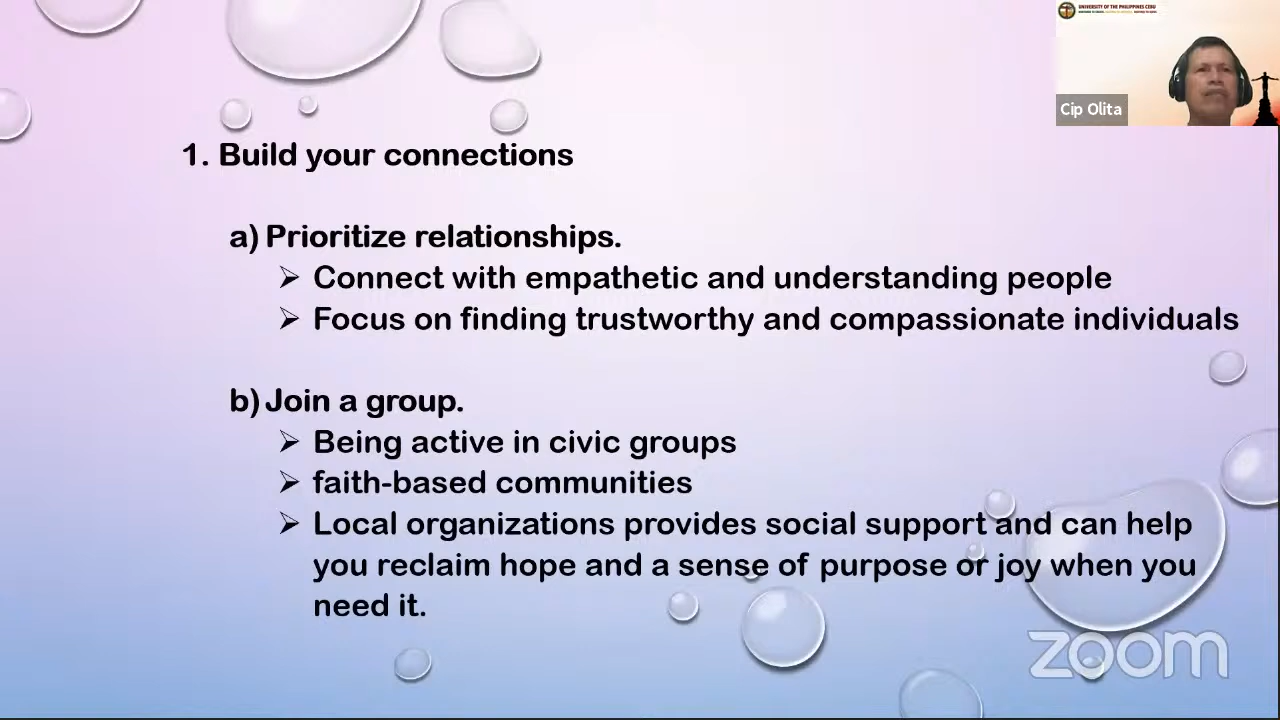 UNIVERSITY OF THE PHILIPPINES CEBU
Cip Olita
1. Build your connections
a) Prioritize relationships.
➢ Connect with empathetic and understanding people
➢ Focus on finding trustworthy and compassionate individuals
b) Join a group.
➢ Being active in civic groups
➢ faith-based communities
➢ Local organizations provides social support and can help
you reclaim hope and a sense of purpose or joy when you
need it.
zoom